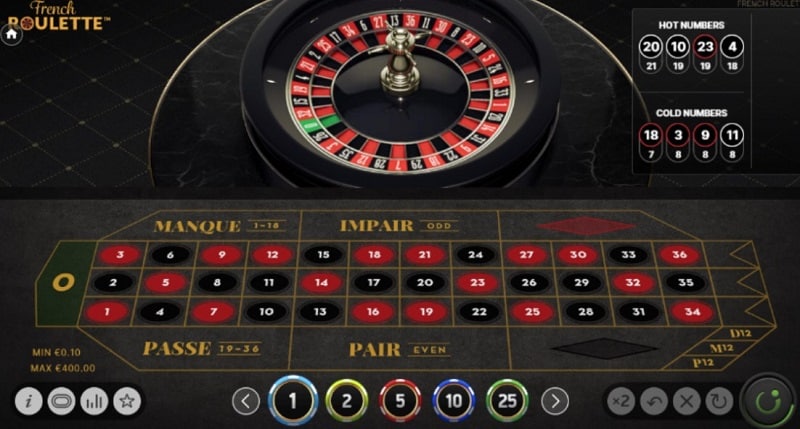 French
ROULETTE™
FRENCH ROULET
HOT NUMBERS
20 10 23 4
21 19 19 18
COLD NUMBERS
18 3 9 11
7 8 8 8
MANQUE 1-18 IMPAIR ODD
3 6 9 12 15 18 21 24 27 30 33 36
0
2 5 8 11 14 17 20 23 26 29 32 35
1 4 7 10 13 16 19 22 25 28 31 34
PASSE 19-36 PAIR EVEN
D12
M12
P12
MIN €0.10
MAX €400.00
i
1 2 5 10 25
×2